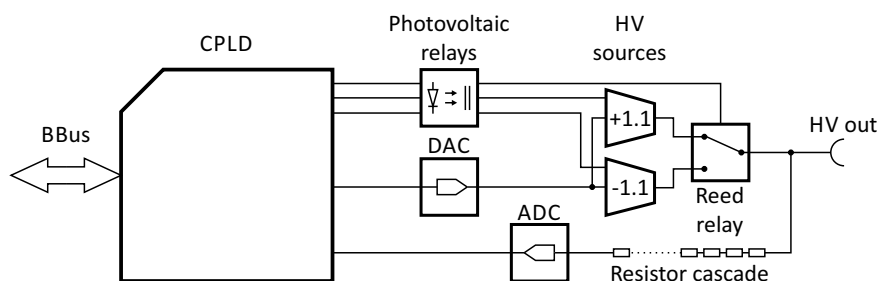 CPLD
Photovoltaic
relays
HV
sources
BBus
+1.1
HV out
DAC
-1.1
Reed
relay
ADC
Resistor cascade